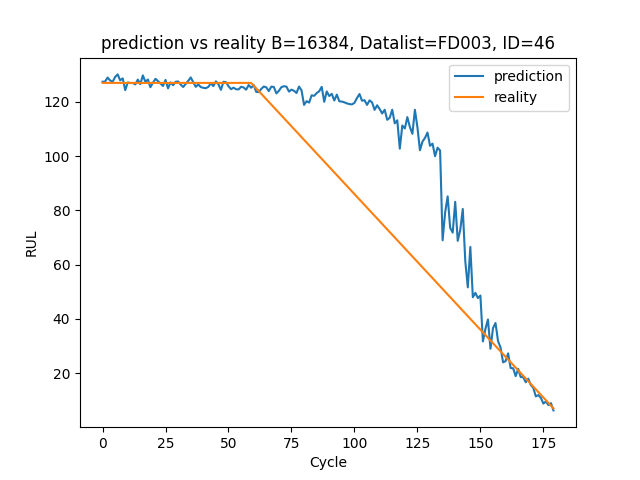 prediction vs reality B=16384, Datalist=FD003, ID=46
prediction
reality
RUL
120
100
80
60
40
20
0 25 50 75 100 125 150 175
Cycle